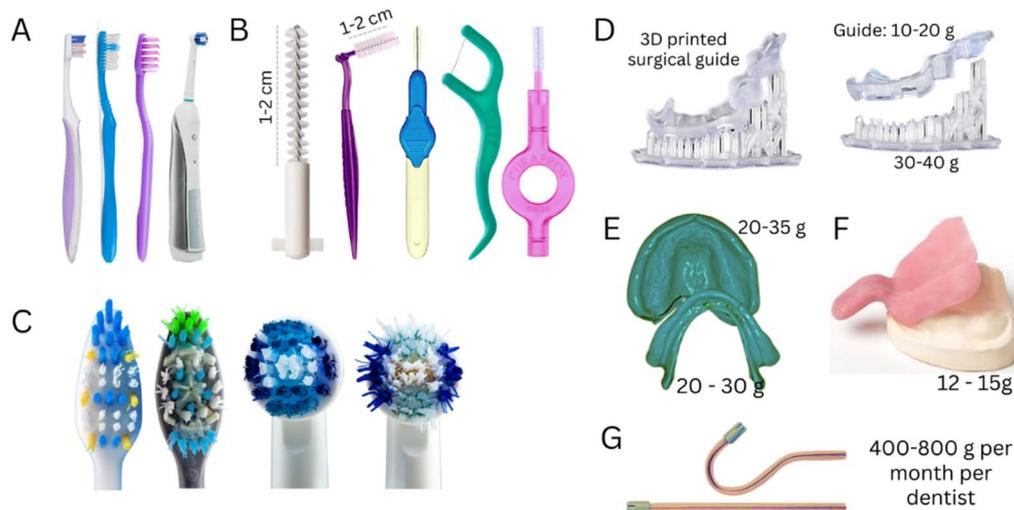 A
B
1-2 cm
1-2 cm
CURAPROX
C
D
3D printed
surgical guide
Guide: 10-20 g
30-40 g
E
20-35 g
20 - 30 g
F
12 - 15g
G
400-800 g per
month per
dentist